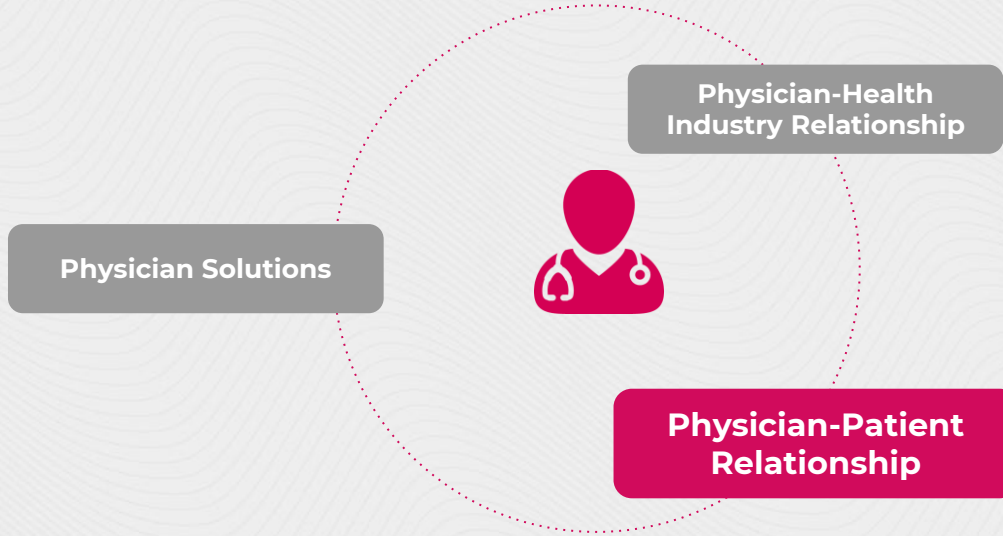 Physician-Health
Industry Relationship
Physician Solutions
Physician-Patient
Relationship